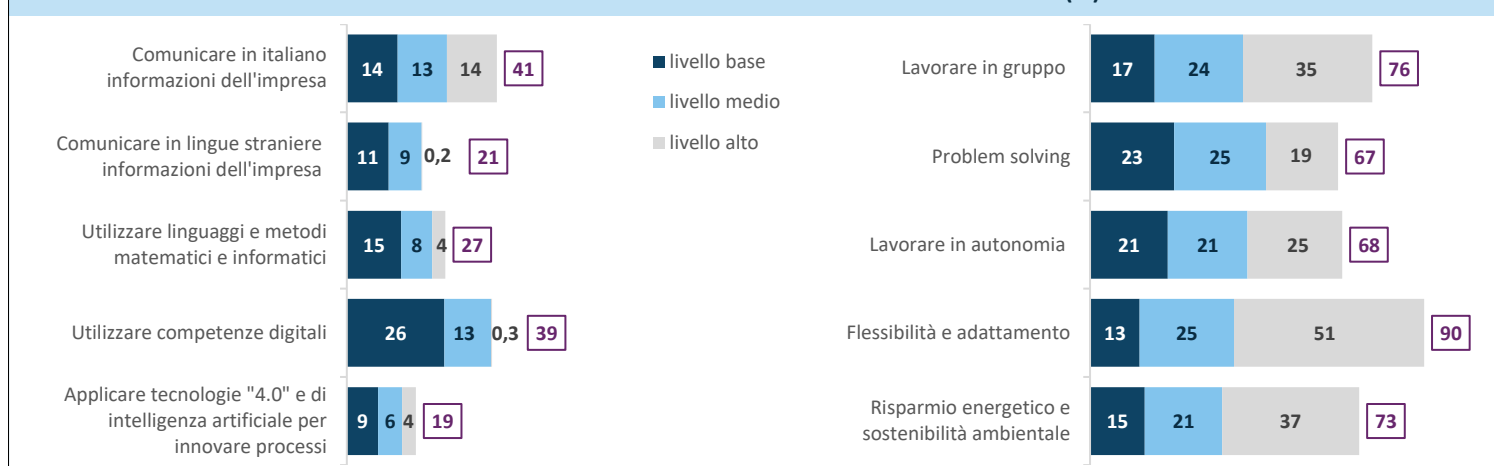 Comunicare in italiano
informazioni dell'impresa
14 13 14 41
Comunicare in lingue straniere
informazioni dell'impresa
11 9 0,2 21
Utilizzare linguaggi e metodi
matematici e informatici
15 8 4 27
Utilizzare competenze digitali
26 13 0,3 39
Applicare tecnologie "4.0" e di
intelligenza artificiale per
innovare processi
9 6 4 19
livello base
livello medio
livello alto
Lavorare in gruppo
17 24 35 76
Problem solving
23 25 19 67
Lavorare in autonomia
21 21 25 68
Flessibilità e adattamento
13 25 51 90
Risparmio energetico e
sostenibilità ambientale
15 21 37 73